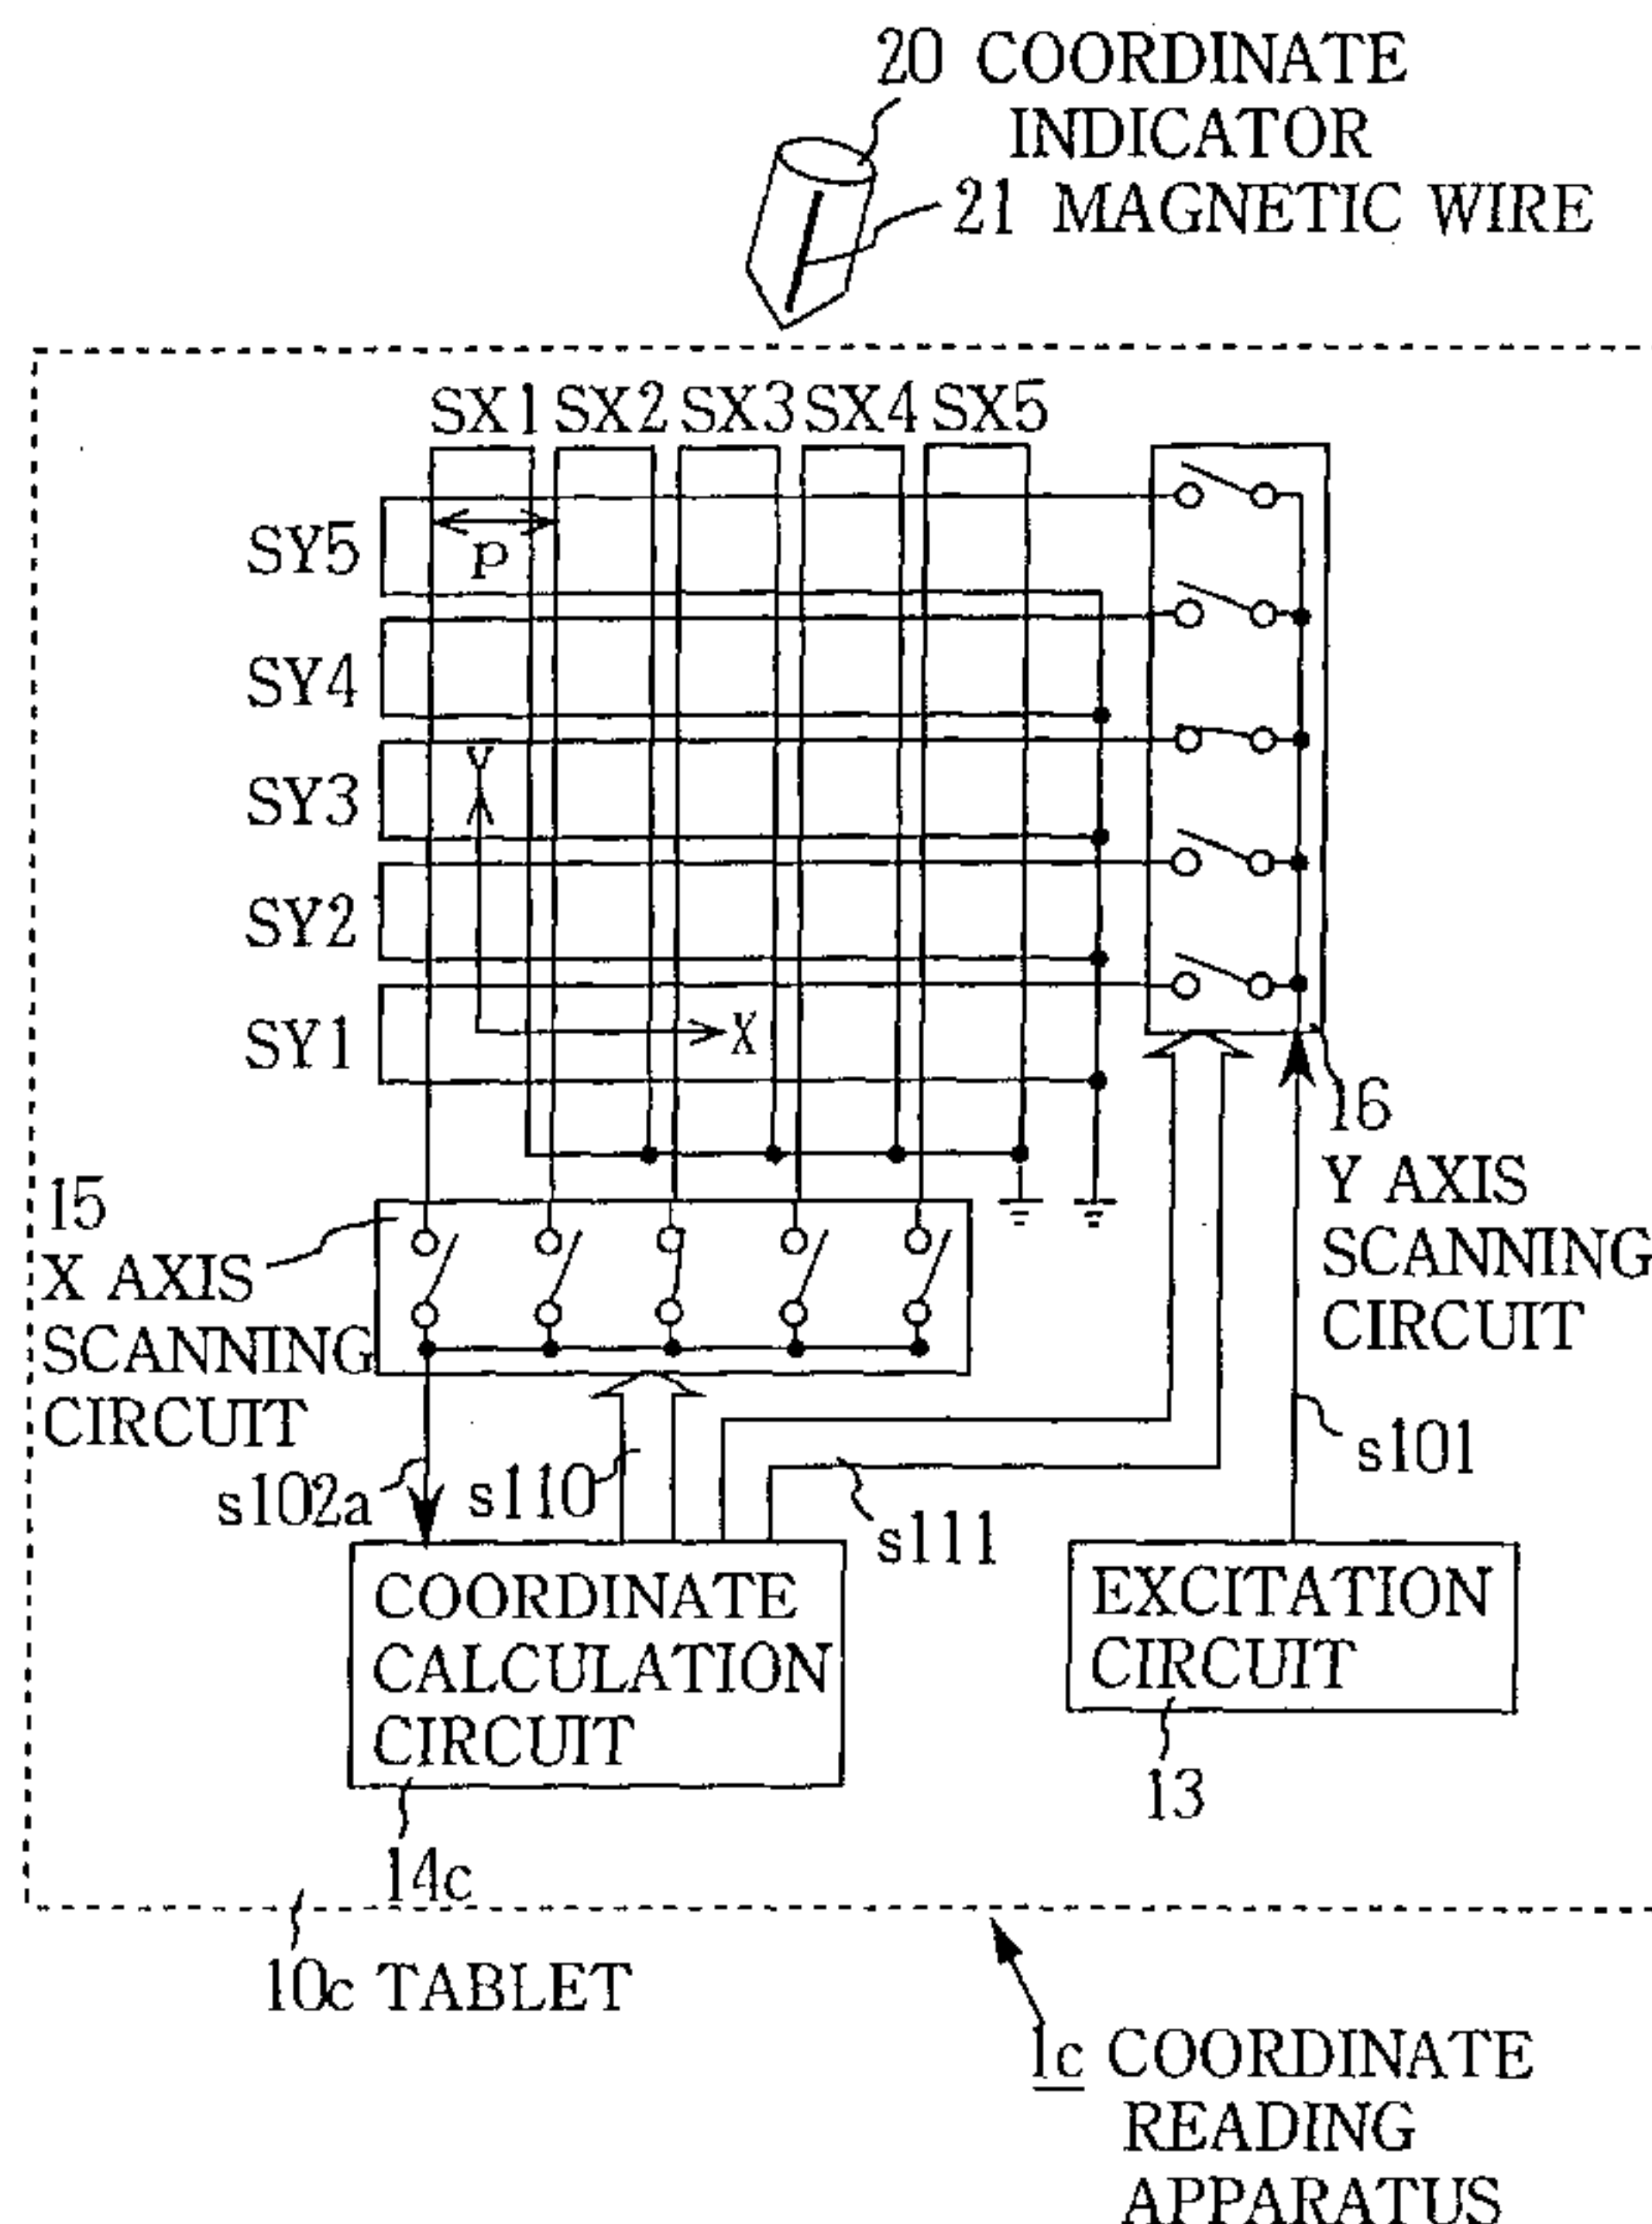 20 COORDINATE
INDICATOR
21 MAGNETIC WIRE
SX1 SX2 SX3 SX4 SX5
SY5
p
SY4
SY3
Y
SY2
SY1
X
16
Y AXIS
SCANNING
CIRCUIT
15
X AXIS
SCANNING
CIRCUIT
s102a
s110
s111
s101
COORDINATE
CALCULATION
CIRCUIT
EXCITATION
CIRCUIT
13
14c
10c TABLET
1c COORDINATE
READING
APPARATUS